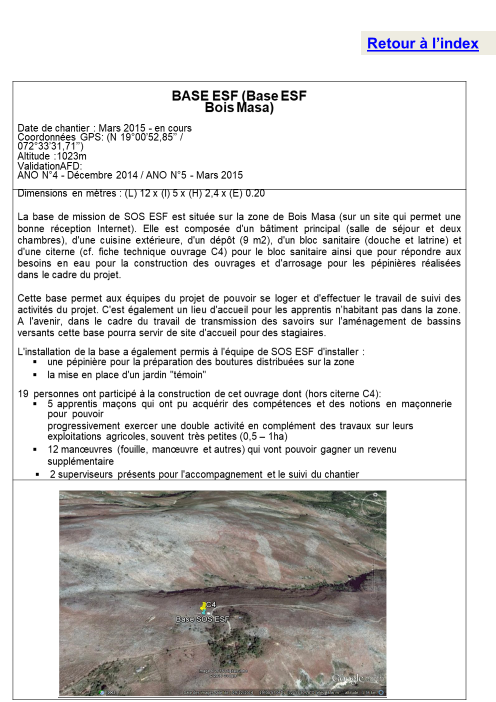 Retour à l'index
BASE ESF (Base ESF
Bois Masa)
Date de chantier : Mars 2015 - en cours
Coordonnées GPS: (N 19°00'52,85'' /
072°33'31,71'')
Altitude :1023m
ValidationAFD:
ANO N°4 - Décembre 2014 / ANO N°5 - Mars 2015
Dimensions en mètres : (L) 12 x (l) 5 x (H) 2,4 x (E) 0.20
La base de mission de SOS ESF est située sur la zone de Bois Masa (sur un site qui permet une
bonne réception Internet). Elle est composée d'un bâtiment principal (salle de séjour et deux
chambres), d'une cuisine extérieure, d'un dépôt (9 m2), d'un bloc sanitaire (douche et latrine) et
d'une citerne (cf. fiche technique ouvrage C4) pour le bloc sanitaire ainsi que pour répondre aux
besoins en eau pour la construction des ouvrages et d'arrosage pour les pépinières réalisées
dans le cadre du projet.
Cette base permet aux équipes du projet de pouvoir se loger et d'effectuer le travail de suivi des
activités du projet. C'est également un lieu d'accueil pour les apprentis n'habitant pas dans la zone.
A l'avenir, dans le cadre du travail de transmission des savoirs sur l'aménagement de bassins
versants cette base pourra servir de site d'accueil pour des stagiaires.
L'installation de la base a également permis à l'équipe de SOS ESF d'installer :
▪ une pépinière pour la préparation des boutures distribuées sur la zone
▪ la mise en place d'un jardin "témoin"
19 personnes ont participé à la construction de cet ouvrage dont (hors citerne C4):
▪ 5 apprentis maçons qui ont pu acquérir des compétences et des notions en maçonnerie
pour pouvoir
progressivement exercer une double activité en complément des travaux sur leurs
exploitations agricoles, souvent très petites (0,5 – 1ha)
▪ 12 manœuvres (fouille, manœuvre et autres) qui vont pouvoir gagner un revenu
supplémentaire
▪ 2 superviseurs présents pour l'accompagnement et le suivi du chantier
C4
Base SOS ESF
Google